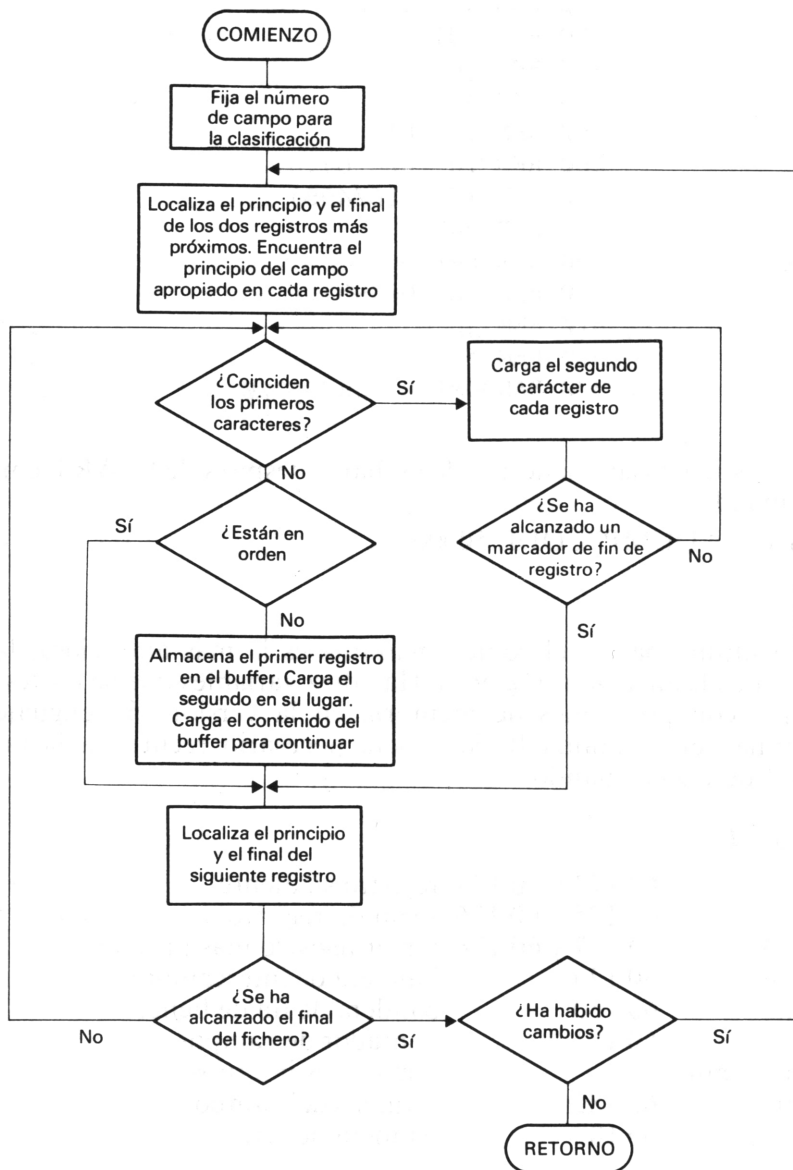 COMIENZO
Fija el número
de campo para
la clasificación
Localiza el principio y el final
de los dos registros más
próximos. Encuentra el
principio del campo
apropiado en cada registro
¿Coinciden
los primeros
caracteres?
Sí
Carga el segundo
carácter de
cada registro
No
¿Se ha
alcanzado un
marcador de fin de
registro?
No
Sí
¿Están en
orden
Sí
No
Almacena el primer registro
en el buffer. Carga el
segundo en su lugar.
Carga el contenido del
buffer para continuar
Localiza el principio
y el final del
siguiente registro
¿Se ha
alcanzado el final
del fichero?
No
Sí
¿Ha habido
cambios?
Sí
No
RETORNO